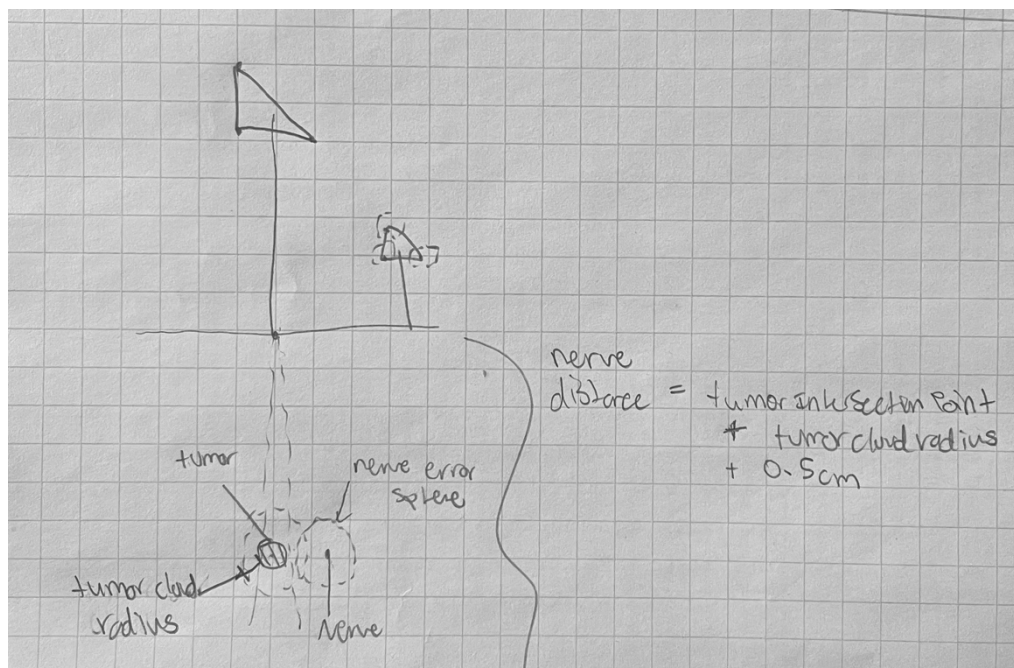 nerve
distance = tumor intersection Point
+ tumor cloud radius
+ 0.5cm
tumor
nerve error
sphere
tumor cloud
radius
Nerve